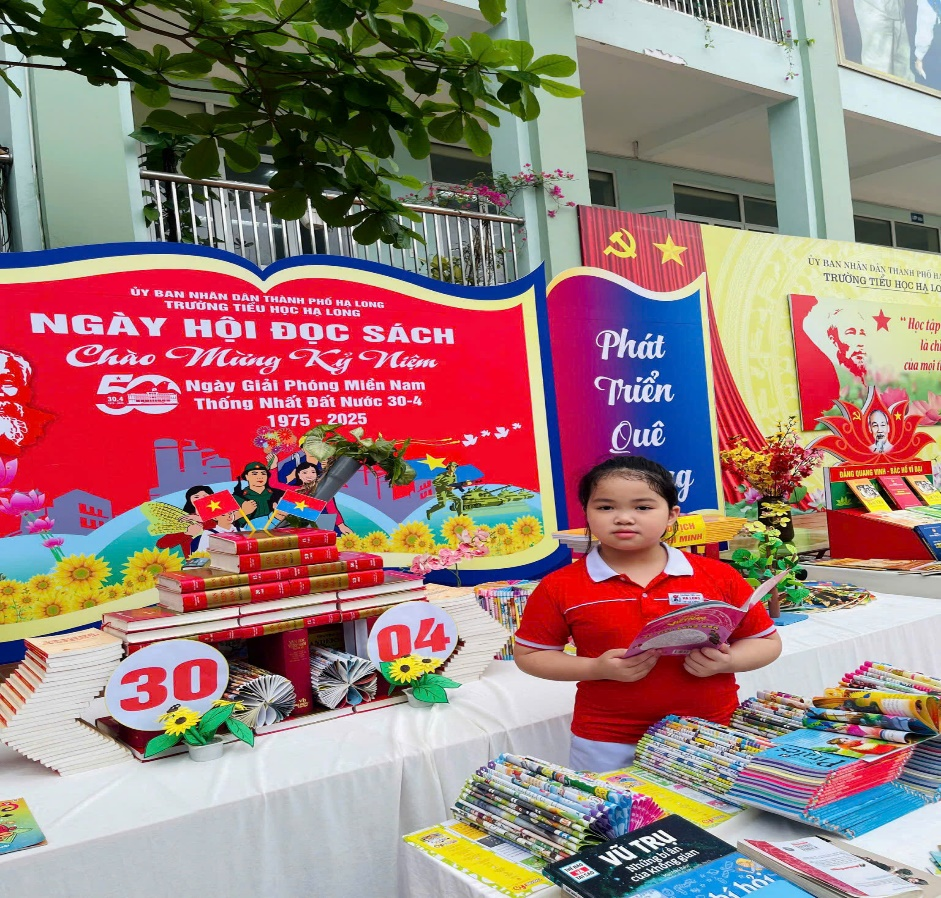 ỦY BAN NHÂN DÂN THÀNH PHỐ HẠ LONG
TRƯỜNG TIỂU HỌC HẠ LONG
NGÀY HỘI ĐỌC SÁCH
Chào Mừng Kỷ Niệm
50
30.4
Ngày Giải Phóng Miền Nam
Thống Nhất Đất Nước 30-4
1975 - 2025
Phát
Triển
Quê
ỦY BAN NHÂN DÂN THÀNH PHỐ HẠ
TRƯỜNG TIỂU HỌC HẠ LO
"Học tập
là ch
của mọi
ĐẢNG QUANG VINH - BÁC HỒ VĨ ĐẠI
MINH
30
04
HẠ LONG
VŨ TRỤ
Những bí ẩn
của không gian